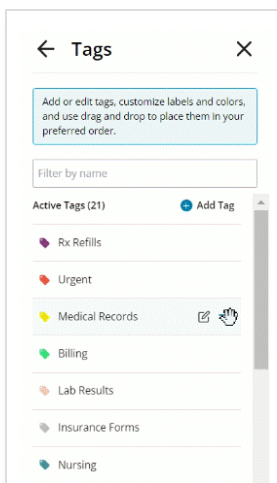 Tags
Add or edit tags, customize labels and colors,
and use drag and drop to place them in your
preferred order.
Filter by name
Active Tags (21)
Add Tag
Rx Refills
Urgent
Medical Records
Billing
Lab Results
Insurance Forms
Nursing